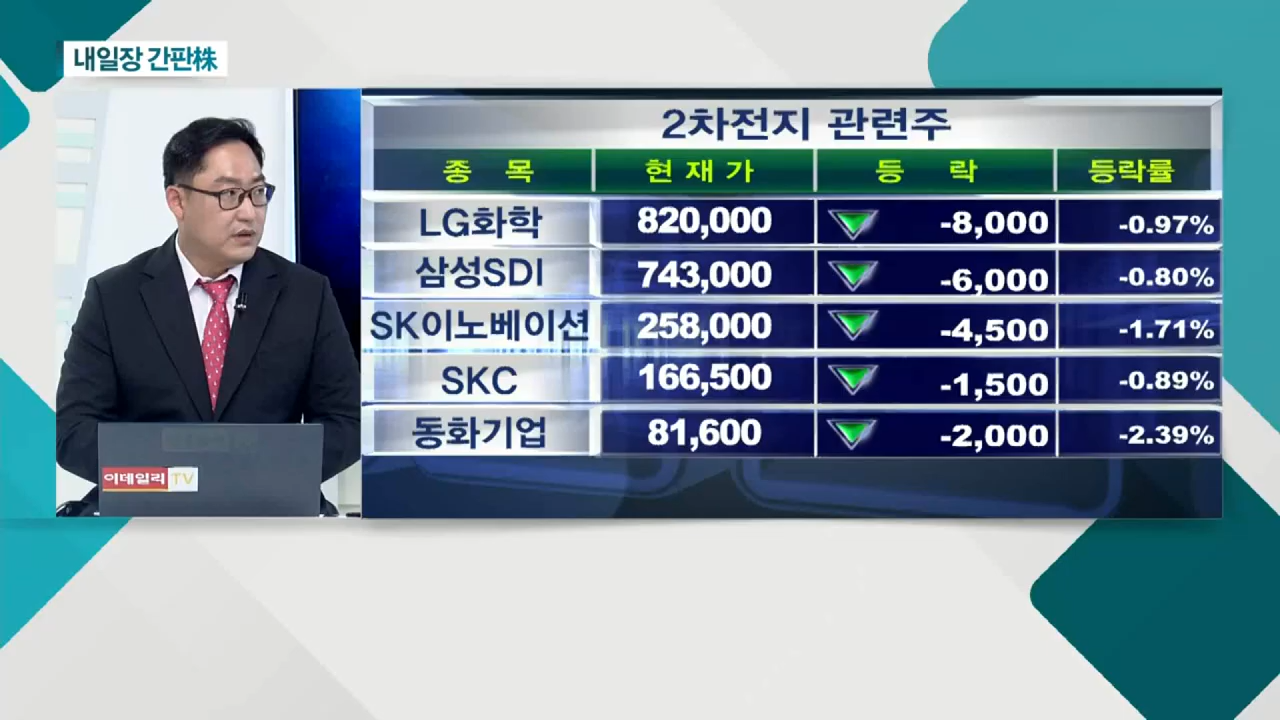 내일장 간판株
2차전지 관련주
종 목 현 재 가 등 락 등락률
LG화학 820,000 -8,000 -0.97%
삼성SDI 743,000 -6,000 -0.80%
SK이노베이션 258,000 -4,500 -1.71%
SKC 166,500 -1,500 -0.89%
동화기업 81,600 -2,000 -2.39%
이데일리 TV